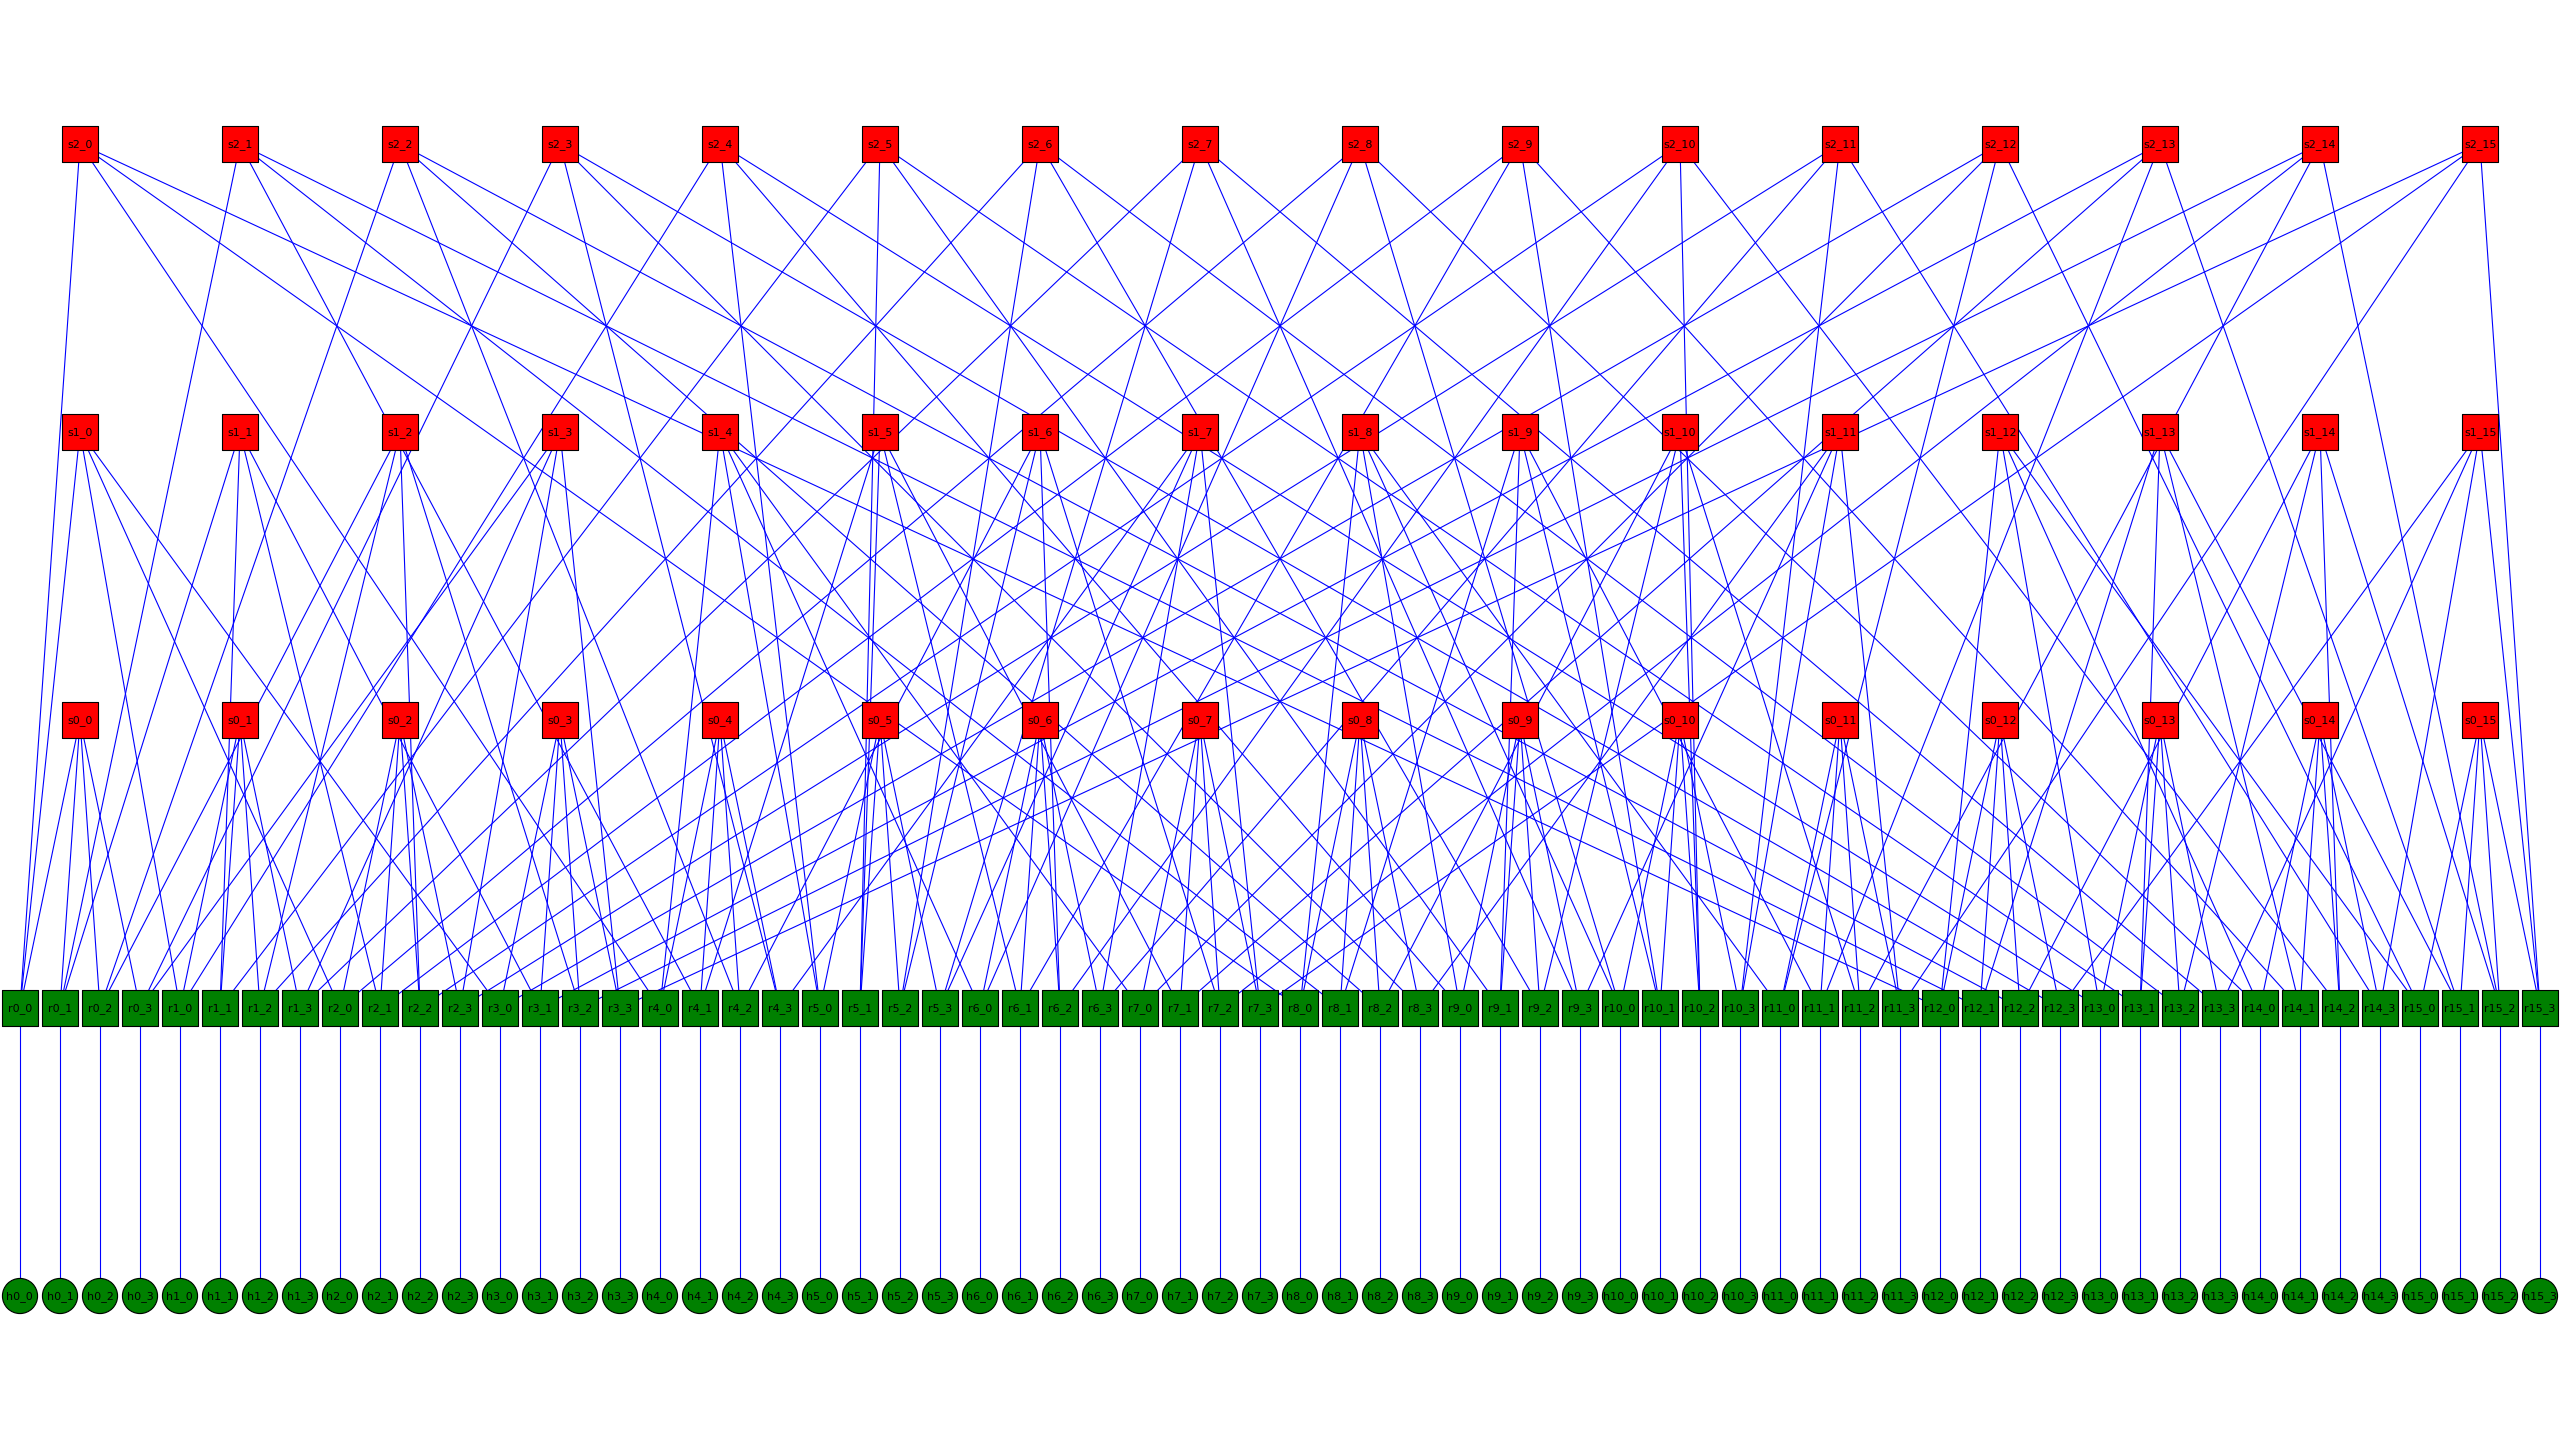 s2_0 s2_1 s2_2 s2_3 s2_4 s2_5 s2_6 s2_7 s2_8 s2_9 s2_10 s2_11 s2_12 s2_13 s2_14 s2_15
s1_0 s1_1 s1_2 s1_3 s1_4 s1_5 s1_6 s1_7 s1_8 s1_9 s1_10 s1_11 s1_12 s1_13 s1_14 s1_15
s0_0 s0_1 s0_2 s0_3 s0_4 s0_5 s0_6 s0_7 s0_8 s0_9 s0_10 s0_11 s0_12 s0_13 s0_14 s0_15
r0_0 r0_1 r0_2 r0_3 r1_0 r1_1 r1_2 r1_3 r2_0 r2_1 r2_2 r2_3 r3_0 r3_1 r3_2 r3_3 r4_0 r4_1 r4_2 r4_3 r5_0 r5_1 r5_2 r5_3 r6_0 r6_1 r6_2 r6_3 r7_0 r7_1 r7_2 r7_3 r8_0 r8_1 r8_2 r8_3 r9_0 r9_1 r9_2 r9_3 r10_0 r10_1 r10_2 r10_3 r11_0 r11_1 r11_2 r11_3 r12_0 r12_1 r12_2 r12_3 r13_0 r13_1 r13_2 r13_3 r14_0 r14_1 r14_2 r14_3 r15_0 r15_1 r15_2 r15_3
h0_0 h0_1 h0_2 h0_3 h1_0 h1_1 h1_2 h1_3 h2_0 h2_1 h2_2 h2_3 h3_0 h3_1 h3_2 h3_3 h4_0 h4_1 h4_2 h4_3 h5_0 h5_1 h5_2 h5_3 h6_0 h6_1 h6_2 h6_3 h7_0 h7_1 h7_2 h7_3 h8_0 h8_1 h8_2 h8_3 h9_0 h9_1 h9_2 h9_3 h10_0 h10_1 h10_2 h10_3 h11_0 h11_1 h11_2 h11_3 h12_0 h12_1 h12_2 h12_3 h13_0 h13_1 h13_2 h13_3 h14_0 h14_1 h14_2 h14_3 h15_0 h15_1 h15_2 h15_3